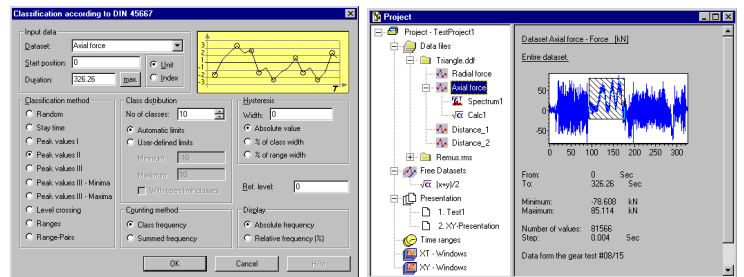 Classification according to DIN 45667
Input data
Dataset: Axial force
Start position: 0
Duration: 326.26 max
Unit
Index
3
2
1
-1
-2
-3
T
Classification method
Random
Stay time
Peak values I
Peak values II
Peak values III
Peak values III - Minima
Peak values III - Maxima
Level crossing
Ranges
Range-Pairs
Class distribution
No of classes: 10
Automatic limits
User-defined limits
Minimum 10
Maximum 10
With open limit classes
Counting method
Class frequency
Summed frequency
Hysteresis
Width: 0
Absolute value
% of class width
% of range width
Ref. level: 0
Display
Absolute frequency
Relative frequency (%)
OK
Cancel
Hilfe
Project
Project - TestProject1
Data files
Triangle.ddf
Radial force
Axial force
Spectrum1
√α Calc1
Distance_1
Distance_2
Remus.rms
Free Datasets
√α (x+y)/2
Presentation
1. Test1
2. XY-Presentation
Time ranges
XT - Windows
XY - Windows
Dataset Axial force - Force [kN]
Entire dataset.
50
0
-50
0 50 100 150 200 250 300
From: 0 Sec
To: 326.26 Sec
Minimum: -78.608 kN
Maximum: 85.114 kN
Number of values: 81566
Step: 0.004 Sec
Data form the gear test #08/15